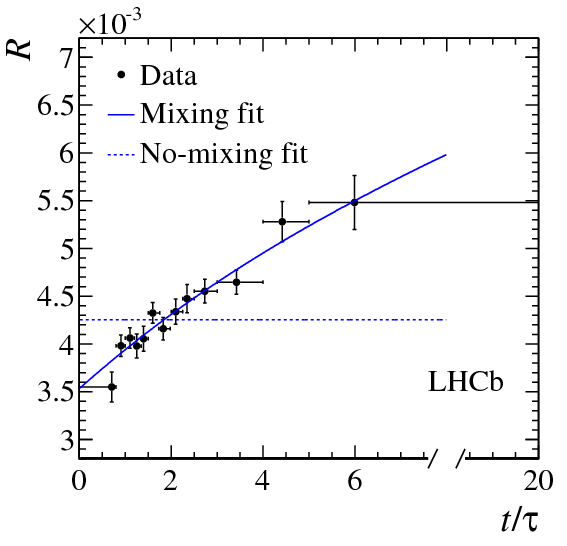 ×10⁻³
R
7
6.5
6
5.5
5
4.5
4
3.5
3
Data
Mixing fit
No-mixing fit
LHCb
0 2 4 6 20
t/τ